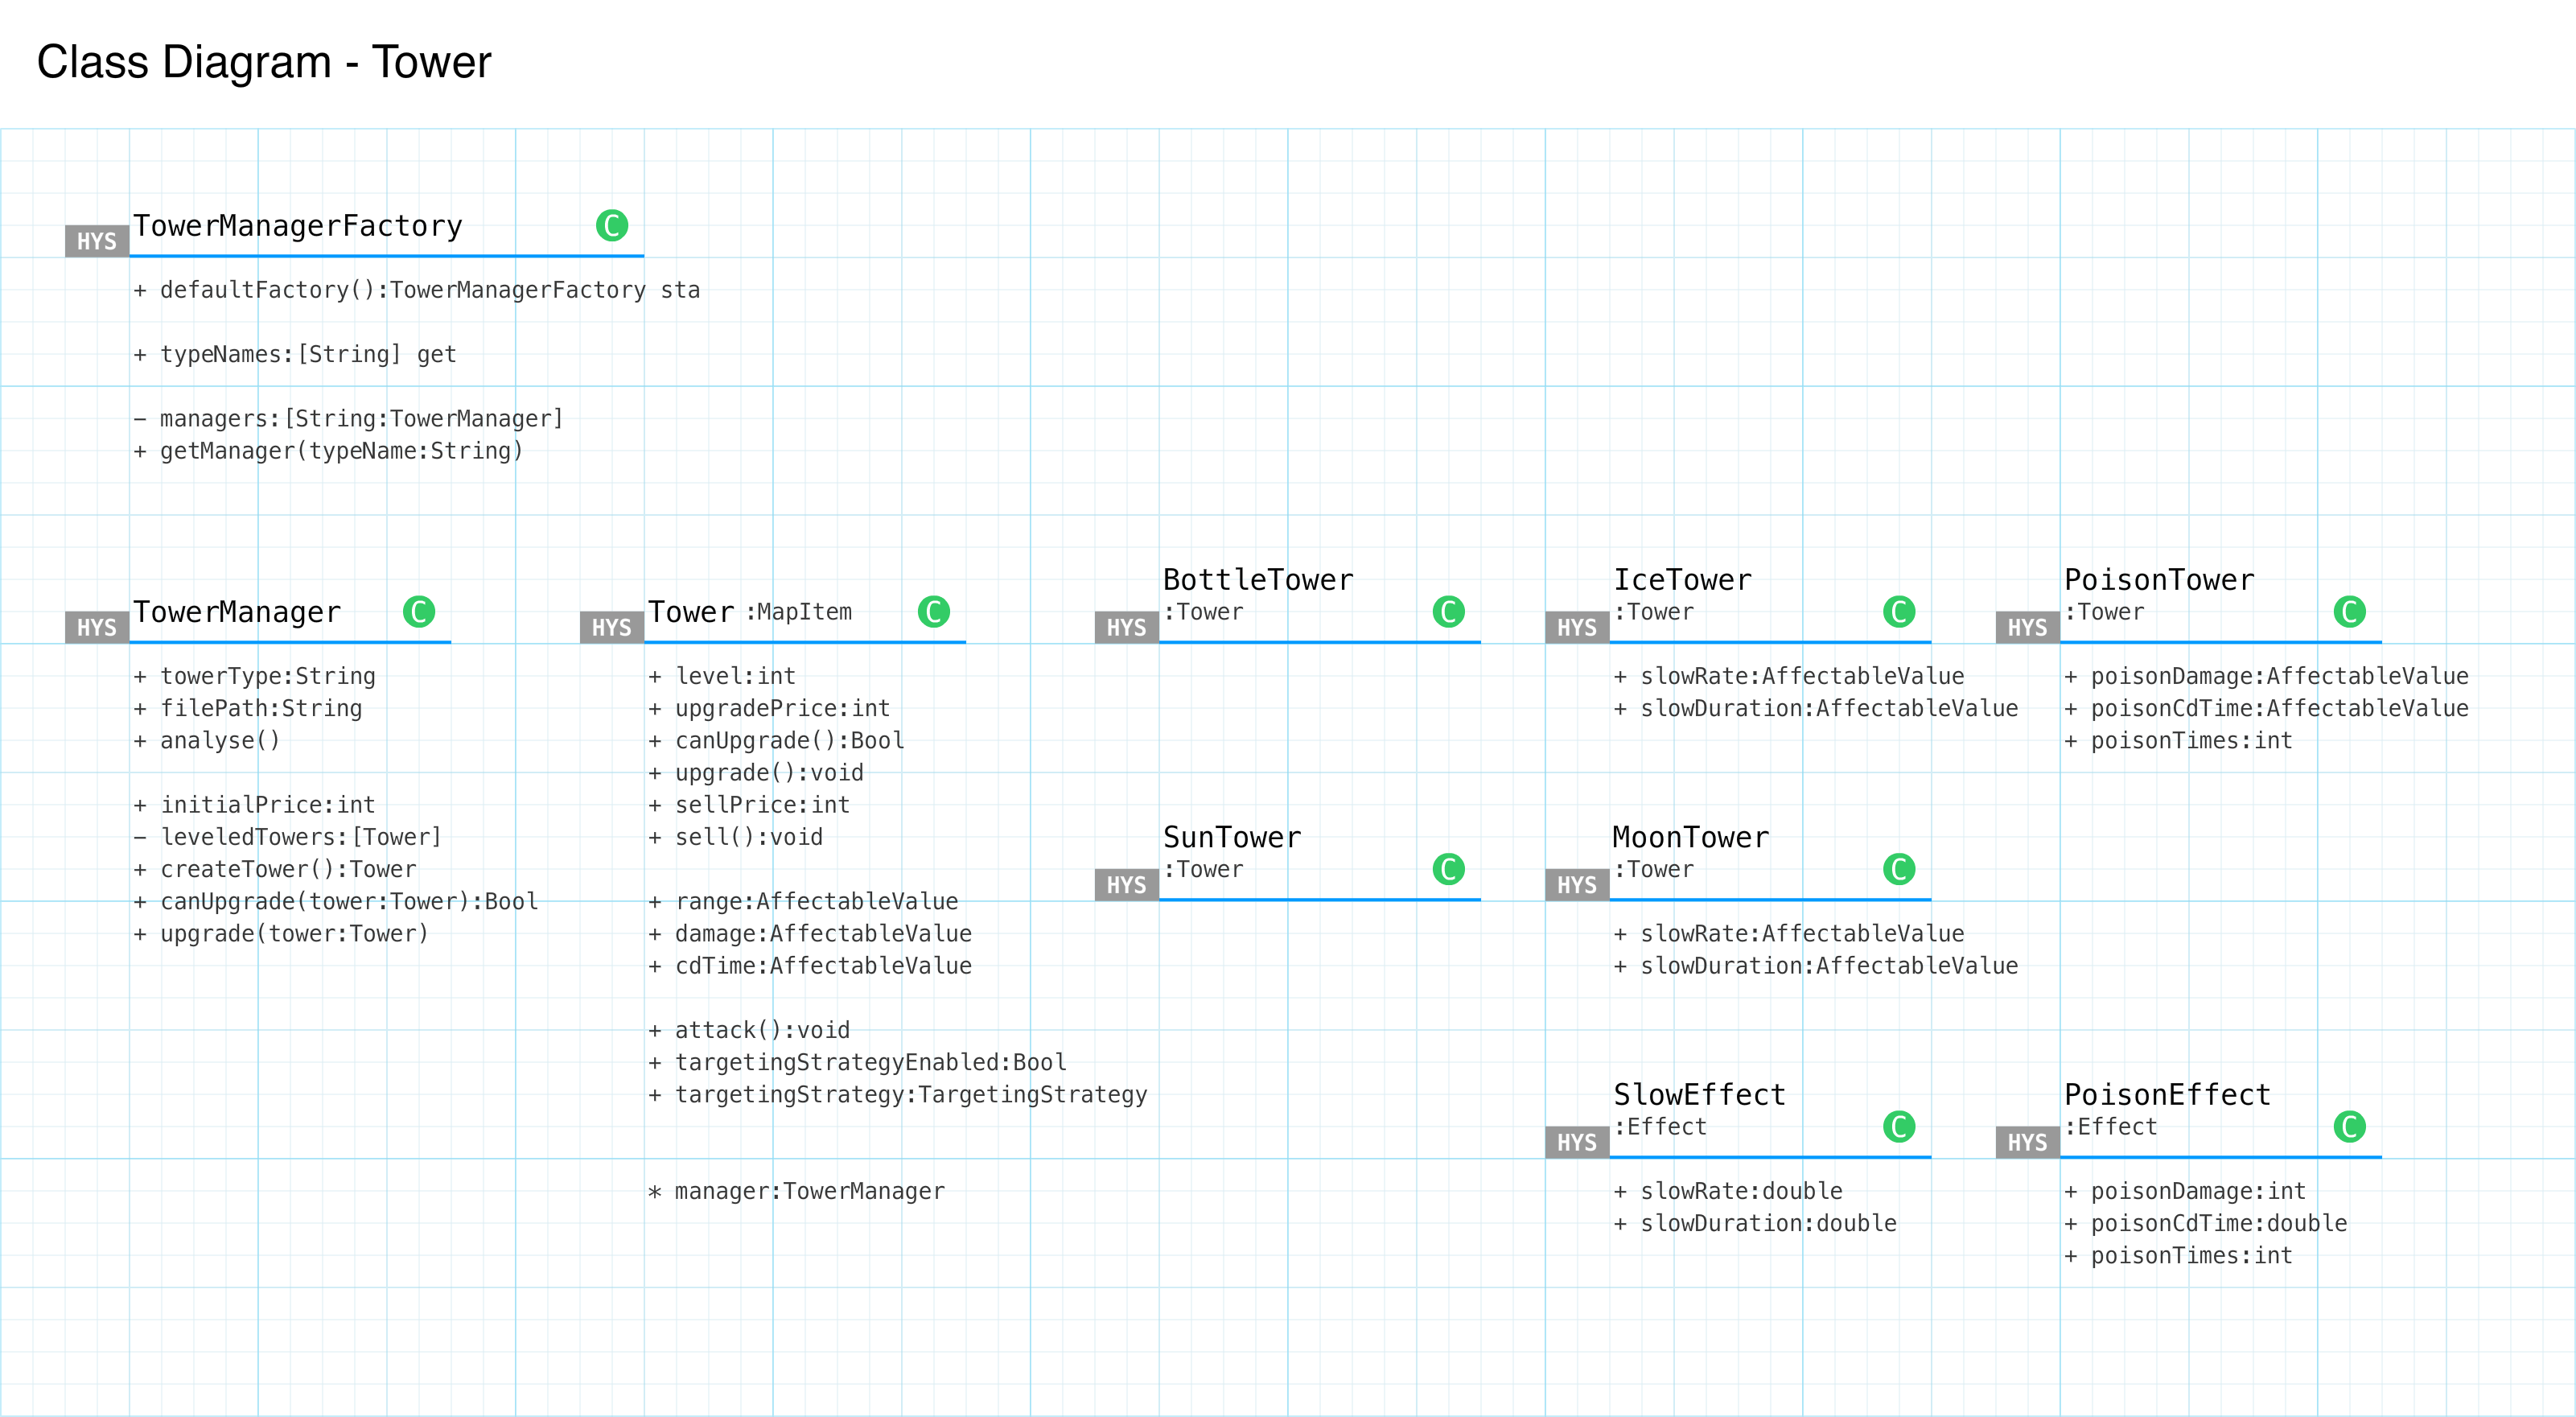 Class Diagram - Tower
HYS
TowerManagerFactory
C
+ defaultFactory():TowerManagerFactory sta
+ typeNames:[String] get
− managers:[String:TowerManager]
+ getManager(typeName:String)
HYS
TowerManager
C
+ towerType:String
+ filePath:String
+ analyse()
+ initialPrice:int
− leveledTowers:[Tower]
+ createTower():Tower
+ canUpgrade(tower:Tower):Bool
+ upgrade(tower:Tower)
HYS
Tower :MapItem
C
+ level:int
+ upgradePrice:int
+ canUpgrade():Bool
+ upgrade():void
+ sellPrice:int
+ sell():void
+ range:AffectableValue
+ damage:AffectableValue
+ cdTime:AffectableValue
+ attack():void
+ targetingStrategyEnabled:Bool
+ targetingStrategy:TargetingStrategy
* manager:TowerManager
HYS
BottleTower
:Tower
C
HYS
IceTower
:Tower
C
+ slowRate:AffectableValue
+ slowDuration:AffectableValue
HYS
PoisonTower
:Tower
C
+ poisonDamage:AffectableValue
+ poisonCdTime:AffectableValue
+ poisonTimes:int
HYS
SunTower
:Tower
C
HYS
MoonTower
:Tower
C
+ slowRate:AffectableValue
+ slowDuration:AffectableValue
HYS
SlowEffect
:Effect
C
+ slowRate:double
+ slowDuration:double
HYS
PoisonEffect
:Effect
C
+ poisonDamage:int
+ poisonCdTime:double
+ poisonTimes:int